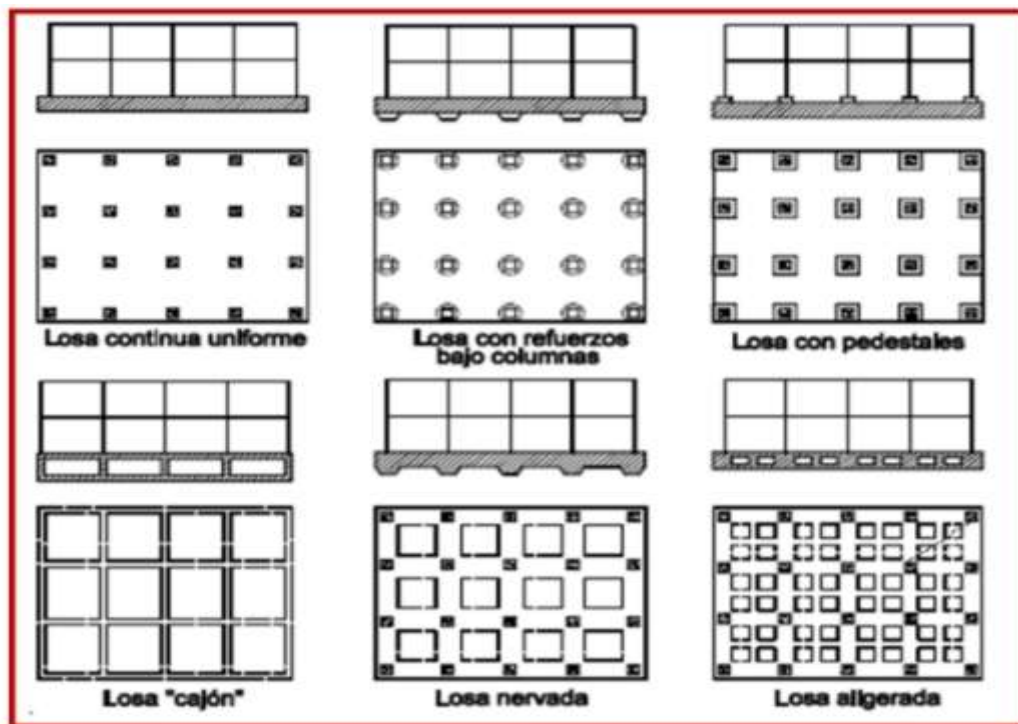 Losa continua uniforme
Losa con refuerzos
bajo columnas
Losa con pedestales
Losa "cajón"
Losa nervada
Losa aligerada